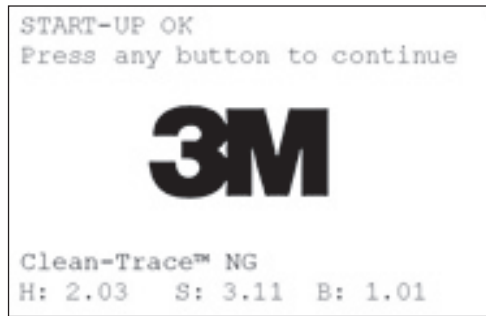 START-UP OK
Press any button to continue
3M
Clean-Trace™ NG
H: 2.03 S: 3.11 B: 1.01